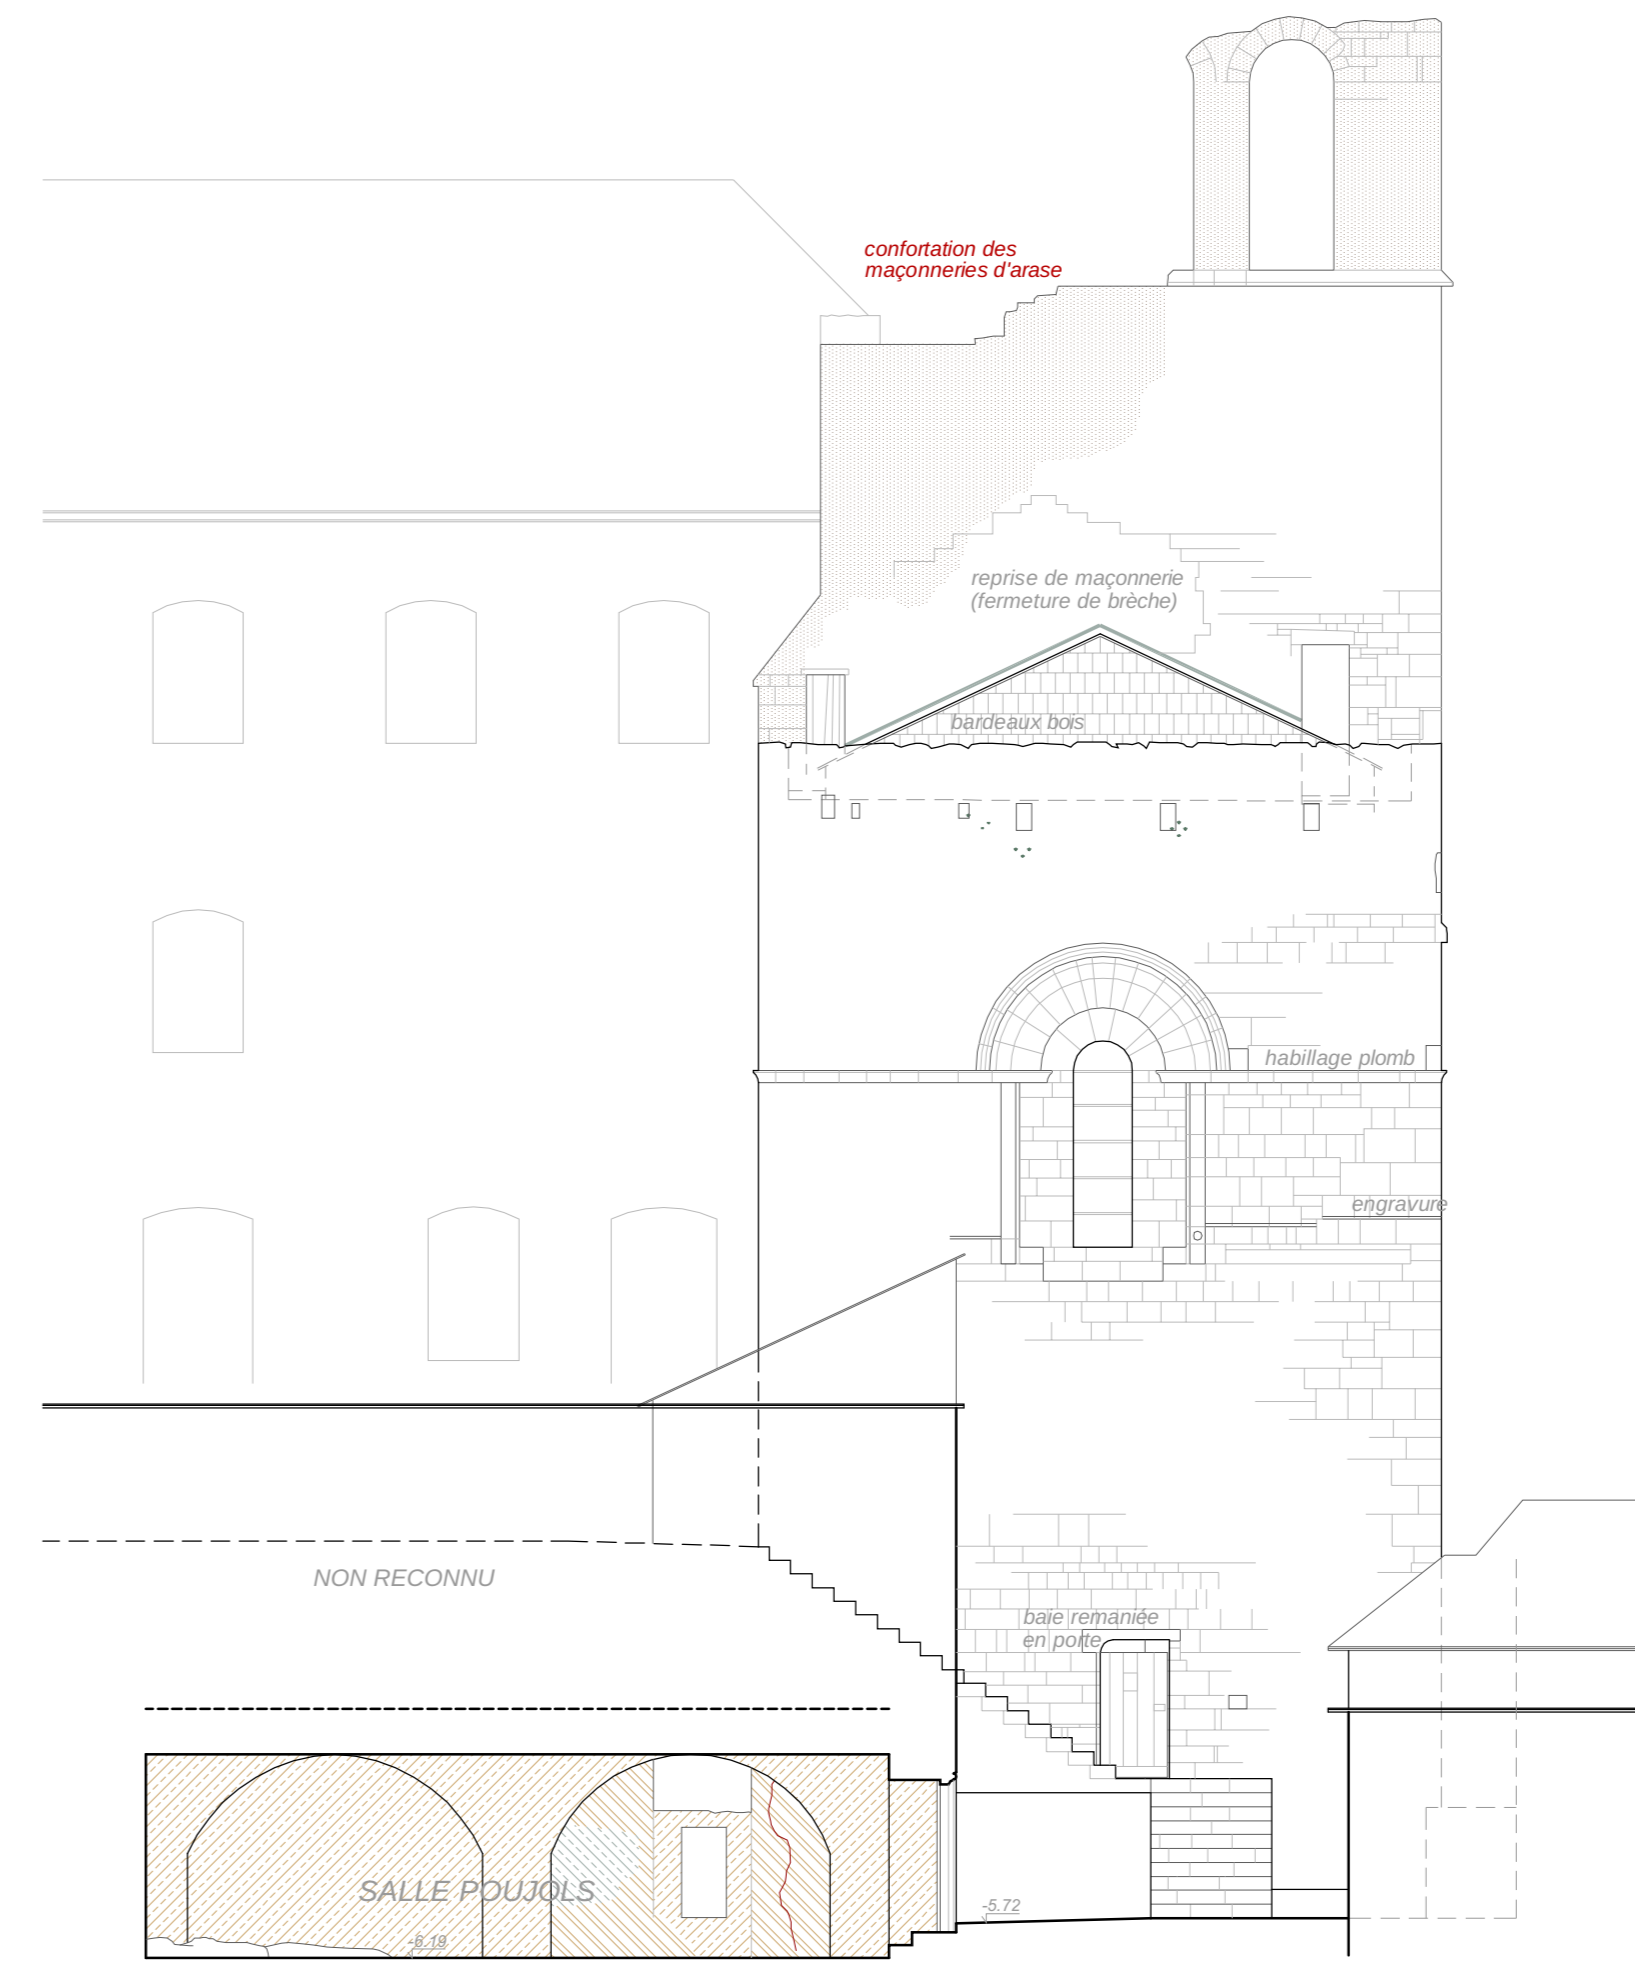 confortation des
maçonneries d'arase
reprise de maçonnerie
(fermeture de brèche)
bardeaux bois
habillage plomb
engravure
NON RECONNU
baie remaniée
en porte
SALLE POUJOLS
-5.72
-6.19